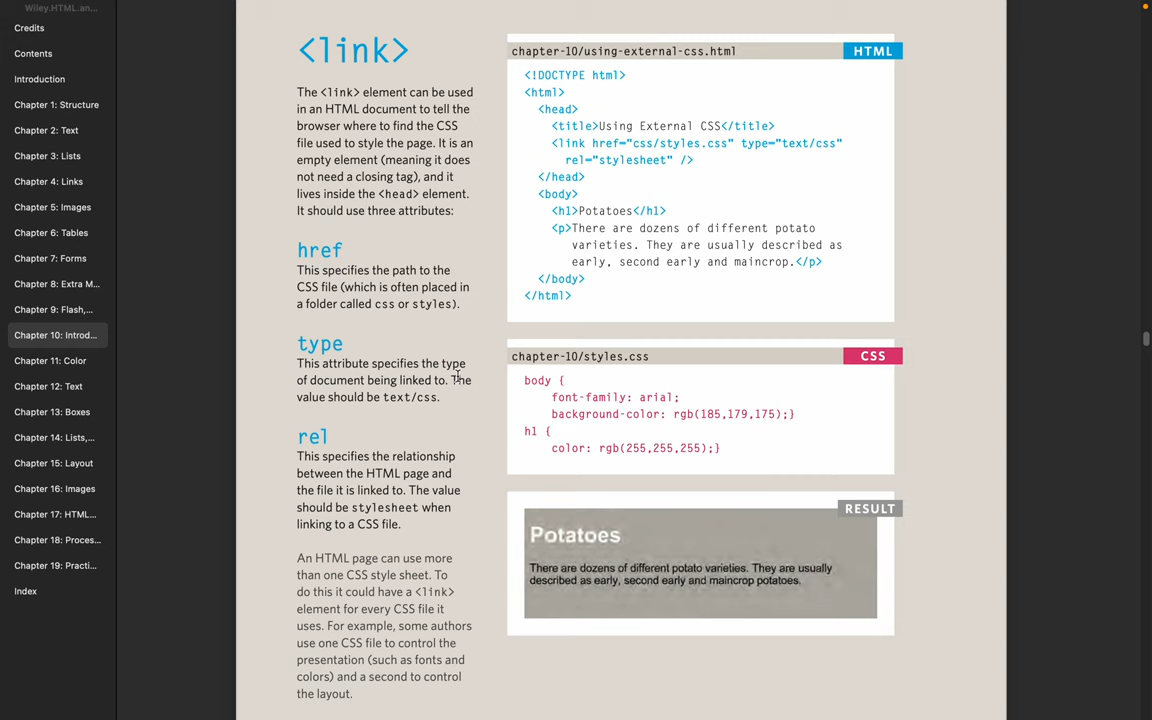 Wiley.HTML.an...
Credits
Contents
Introduction
Chapter 1: Structure
Chapter 2: Text
Chapter 3: Lists
Chapter 4: Links
Chapter 5: Images
Chapter 6: Tables
Chapter 7: Forms
Chapter 8: Extra M...
Chapter 9: Flash,...
Chapter 10: Introd...
Chapter 11: Color
Chapter 12: Text
Chapter 13: Boxes
Chapter 14: Lists,...
Chapter 15: Layout
Chapter 16: Images
Chapter 17: HTML...
Chapter 18: Proces...
Chapter 19: Practi...
Index
<link>
The <link> element can be used
in an HTML document to tell the
browser where to find the CSS
file used to style the page. It is an
empty element (meaning it does
not need a closing tag), and it
lives inside the <head> element.
It should use three attributes:
href
This specifies the path to the
CSS file (which is often placed in
a folder called css or styles).
type
This attribute specifies the type
of document being linked to. The
value should be text/css.
rel
This specifies the relationship
between the HTML page and
the file it is linked to. The value
should be stylesheet when
linking to a CSS file.
An HTML page can use more
than one CSS style sheet. To
do this it could have a <link>
element for every CSS file it
uses. For example, some authors
use one CSS file to control the
presentation (such as fonts and
colors) and a second to control
the layout.
chapter-10/using-external-css.html HTML
<!DOCTYPE html>
<html>
<head>
<title>Using External CSS</title>
<link href="css/styles.css" type="text/css"
rel="stylesheet" />
</head>
<body>
<h1>Potatoes</h1>
<p>There are dozens of different potato
varieties. They are usually described as
early, second early and maincrop.</p>
</body>
</html>
chapter-10/styles.css CSS
body {
font-family: arial;
background-color: rgb(185,179,175);}
h1 {
color: rgb(255,255,255);}
RESULT
Potatoes
There are dozens of different potato varieties. They are usually
described as early, second early and maincrop potatoes.